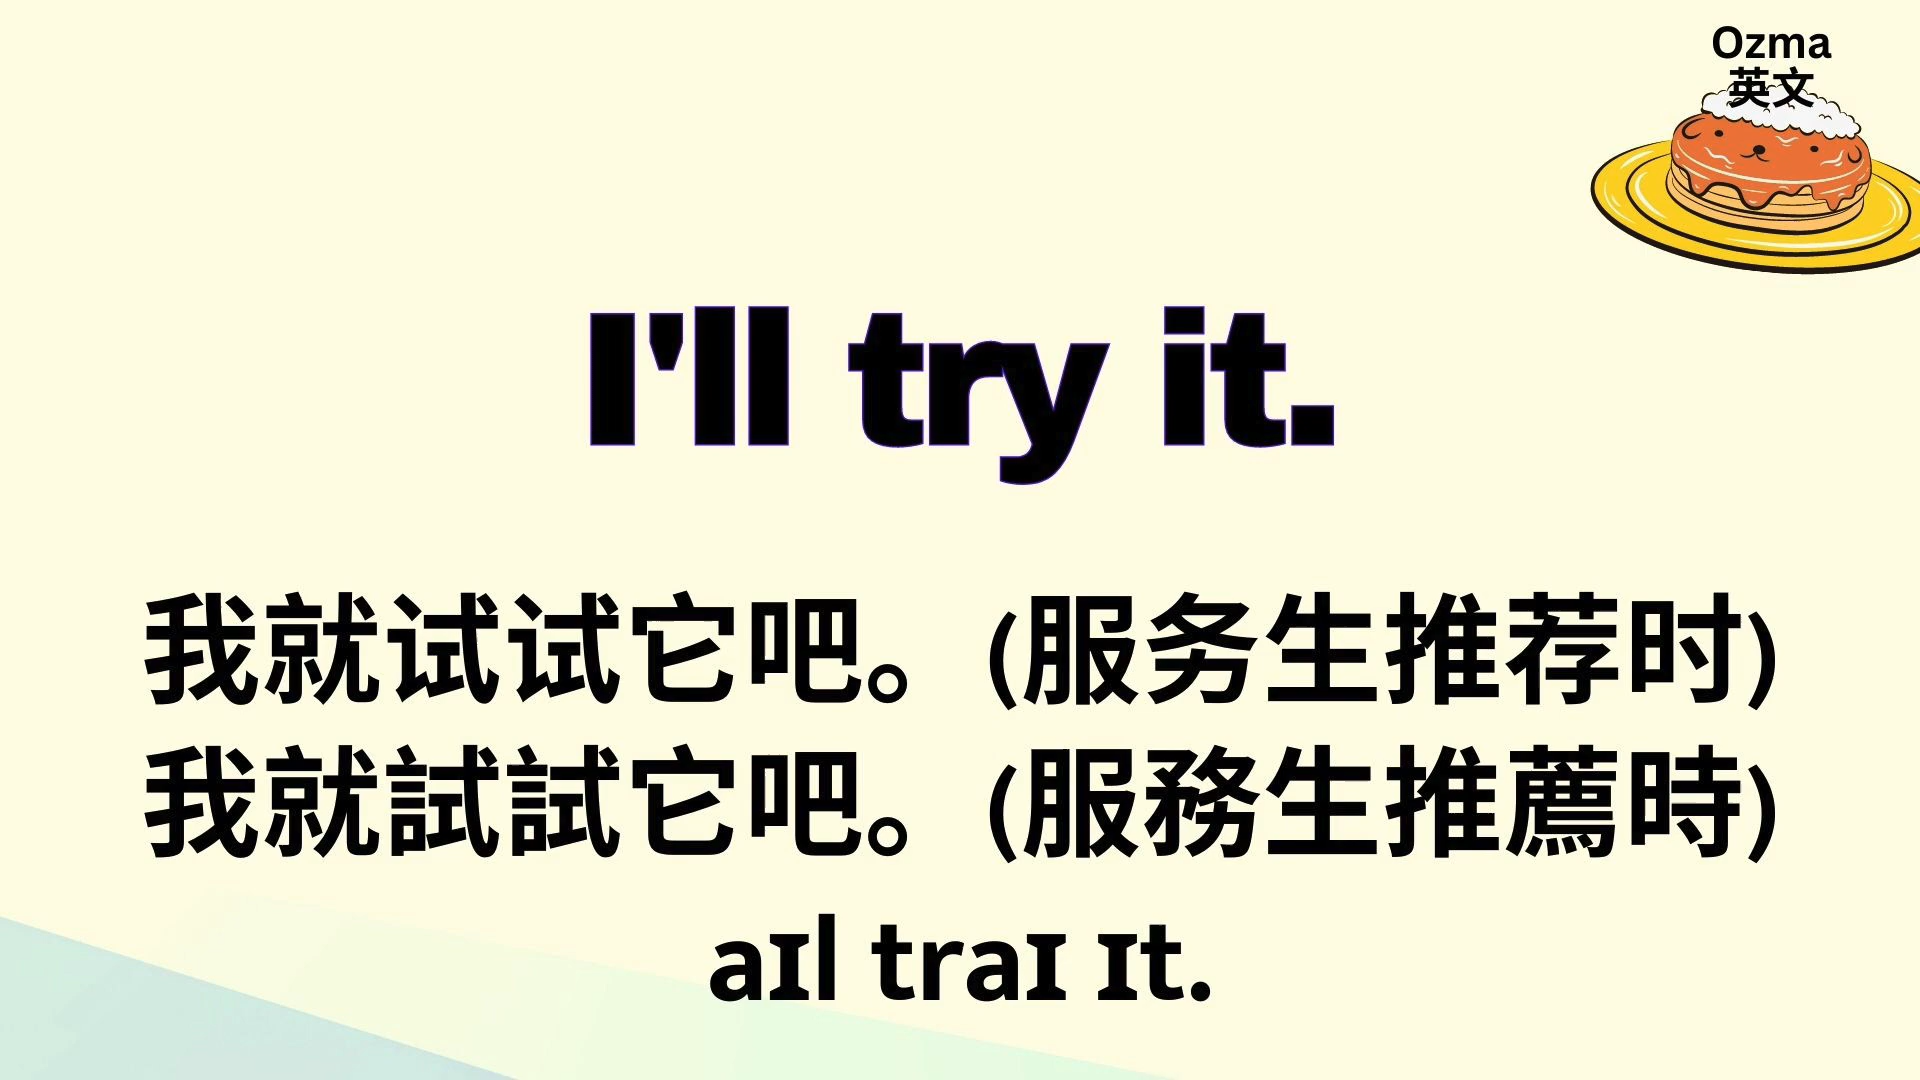 Ozma
英文
I'll try it.
我就试试它吧。(服务生推荐时)
我就試試它吧。(服務生推薦時)
aɪl traɪ ɪt.